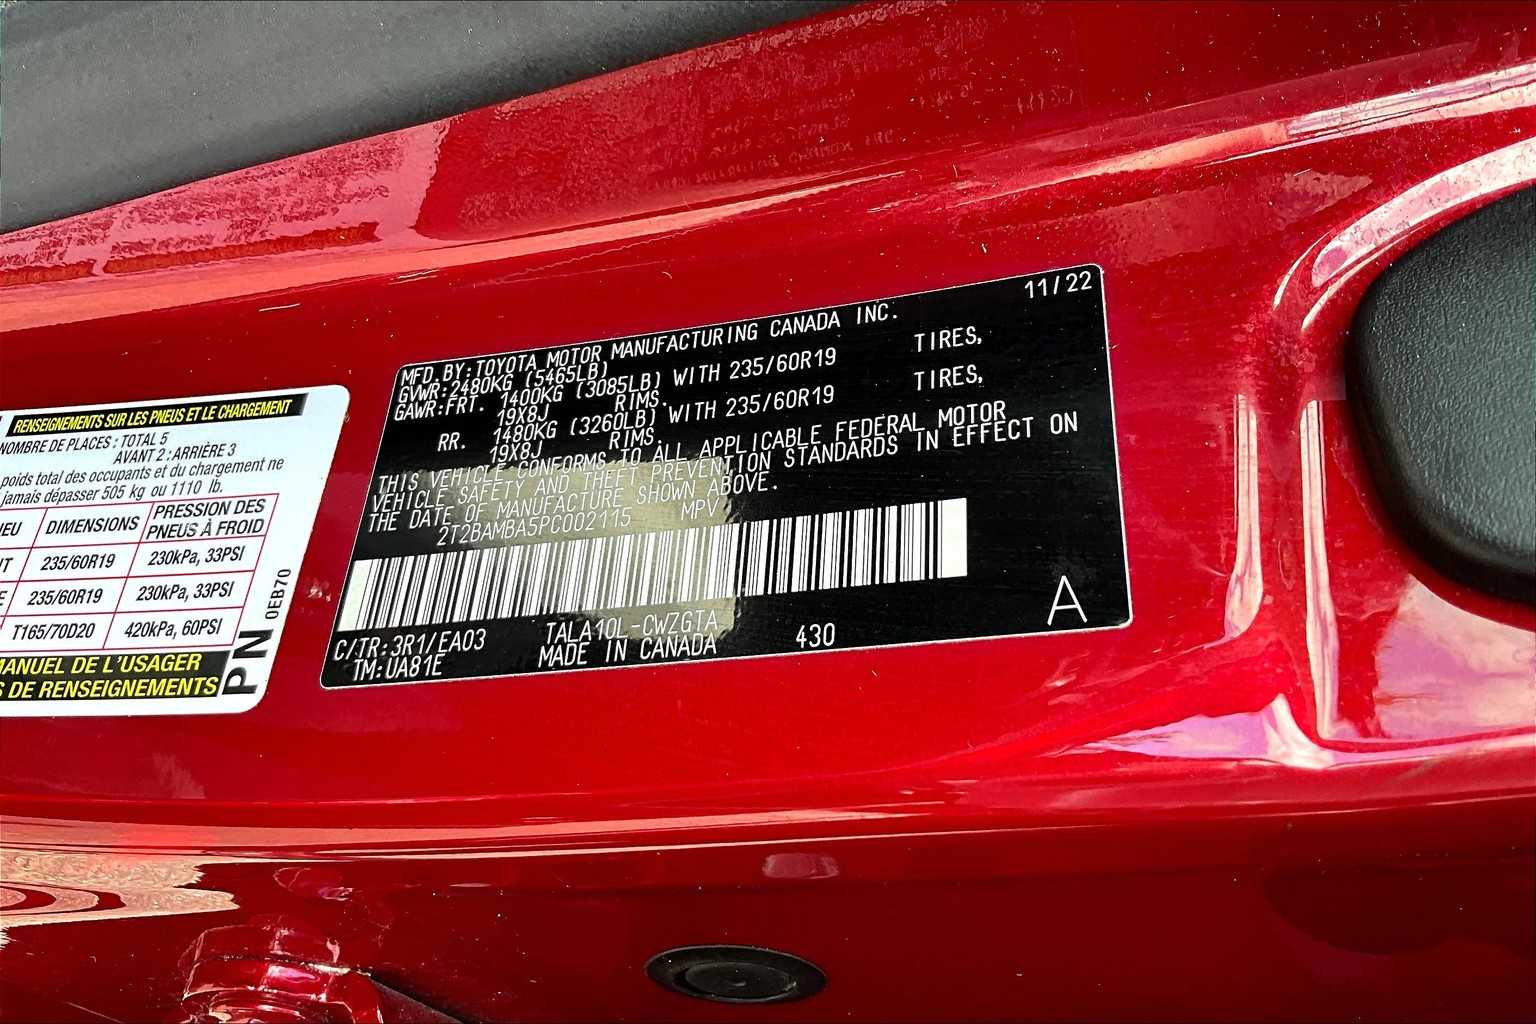 RENSEIGNEMENTS SUR LES PNEUS ET LE CHARGEMENT
NOMBRE DE PLACES : TOTAL 5
AVANT 2 : ARRIÈRE 3
poids total des occupants et du chargement ne
jamais dépasser 505 kg ou 1110 lb.
DIMENSIONS
PRESSION DES
PNEUS À FROID
235/60R19 230kPa, 33PSI
235/60R19 230kPa, 33PSI
T165/70D20 420kPa, 60PSI
MANUEL DE L'USAGER
DE RENSEIGNEMENTS
PN 0EB70
11/22
MFD.BY:TOYOTA MOTOR MANUFACTURING CANADA INC.
GVWR:2480KG (5465LB)
GAWR:FRT. 1400KG (3085LB) WITH 235/60R19 TIRES,
19X8J RIMS.
RR. 1480KG (3260LB) WITH 235/60R19 TIRES,
19X8J RIMS.
THIS VEHICLE CONFORMS TO ALL APPLICABLE FEDERAL MOTOR
VEHICLE SAFETY AND THEFT PREVENTION STANDARDS IN EFFECT ON
THE DATE OF MANUFACTURE SHOWN ABOVE.
2T2BAMBA5PC002115 MPV
C/TR:3R1/EA03 TALA10L-CWZGTA 430
TM:UA81E MADE IN CANADA
A